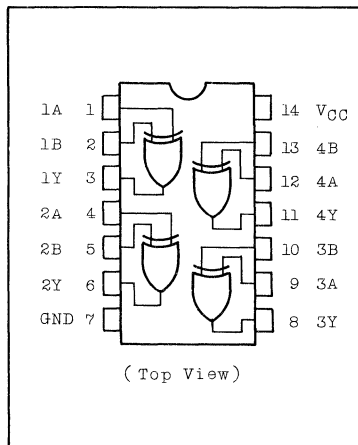 1A 1 14 VCC
1B 2 13 4B
1Y 3 12 4A
2A 4 11 4Y
2B 5 10 3B
2Y 6 9 3A
GND 7 8 3Y
(Top View)